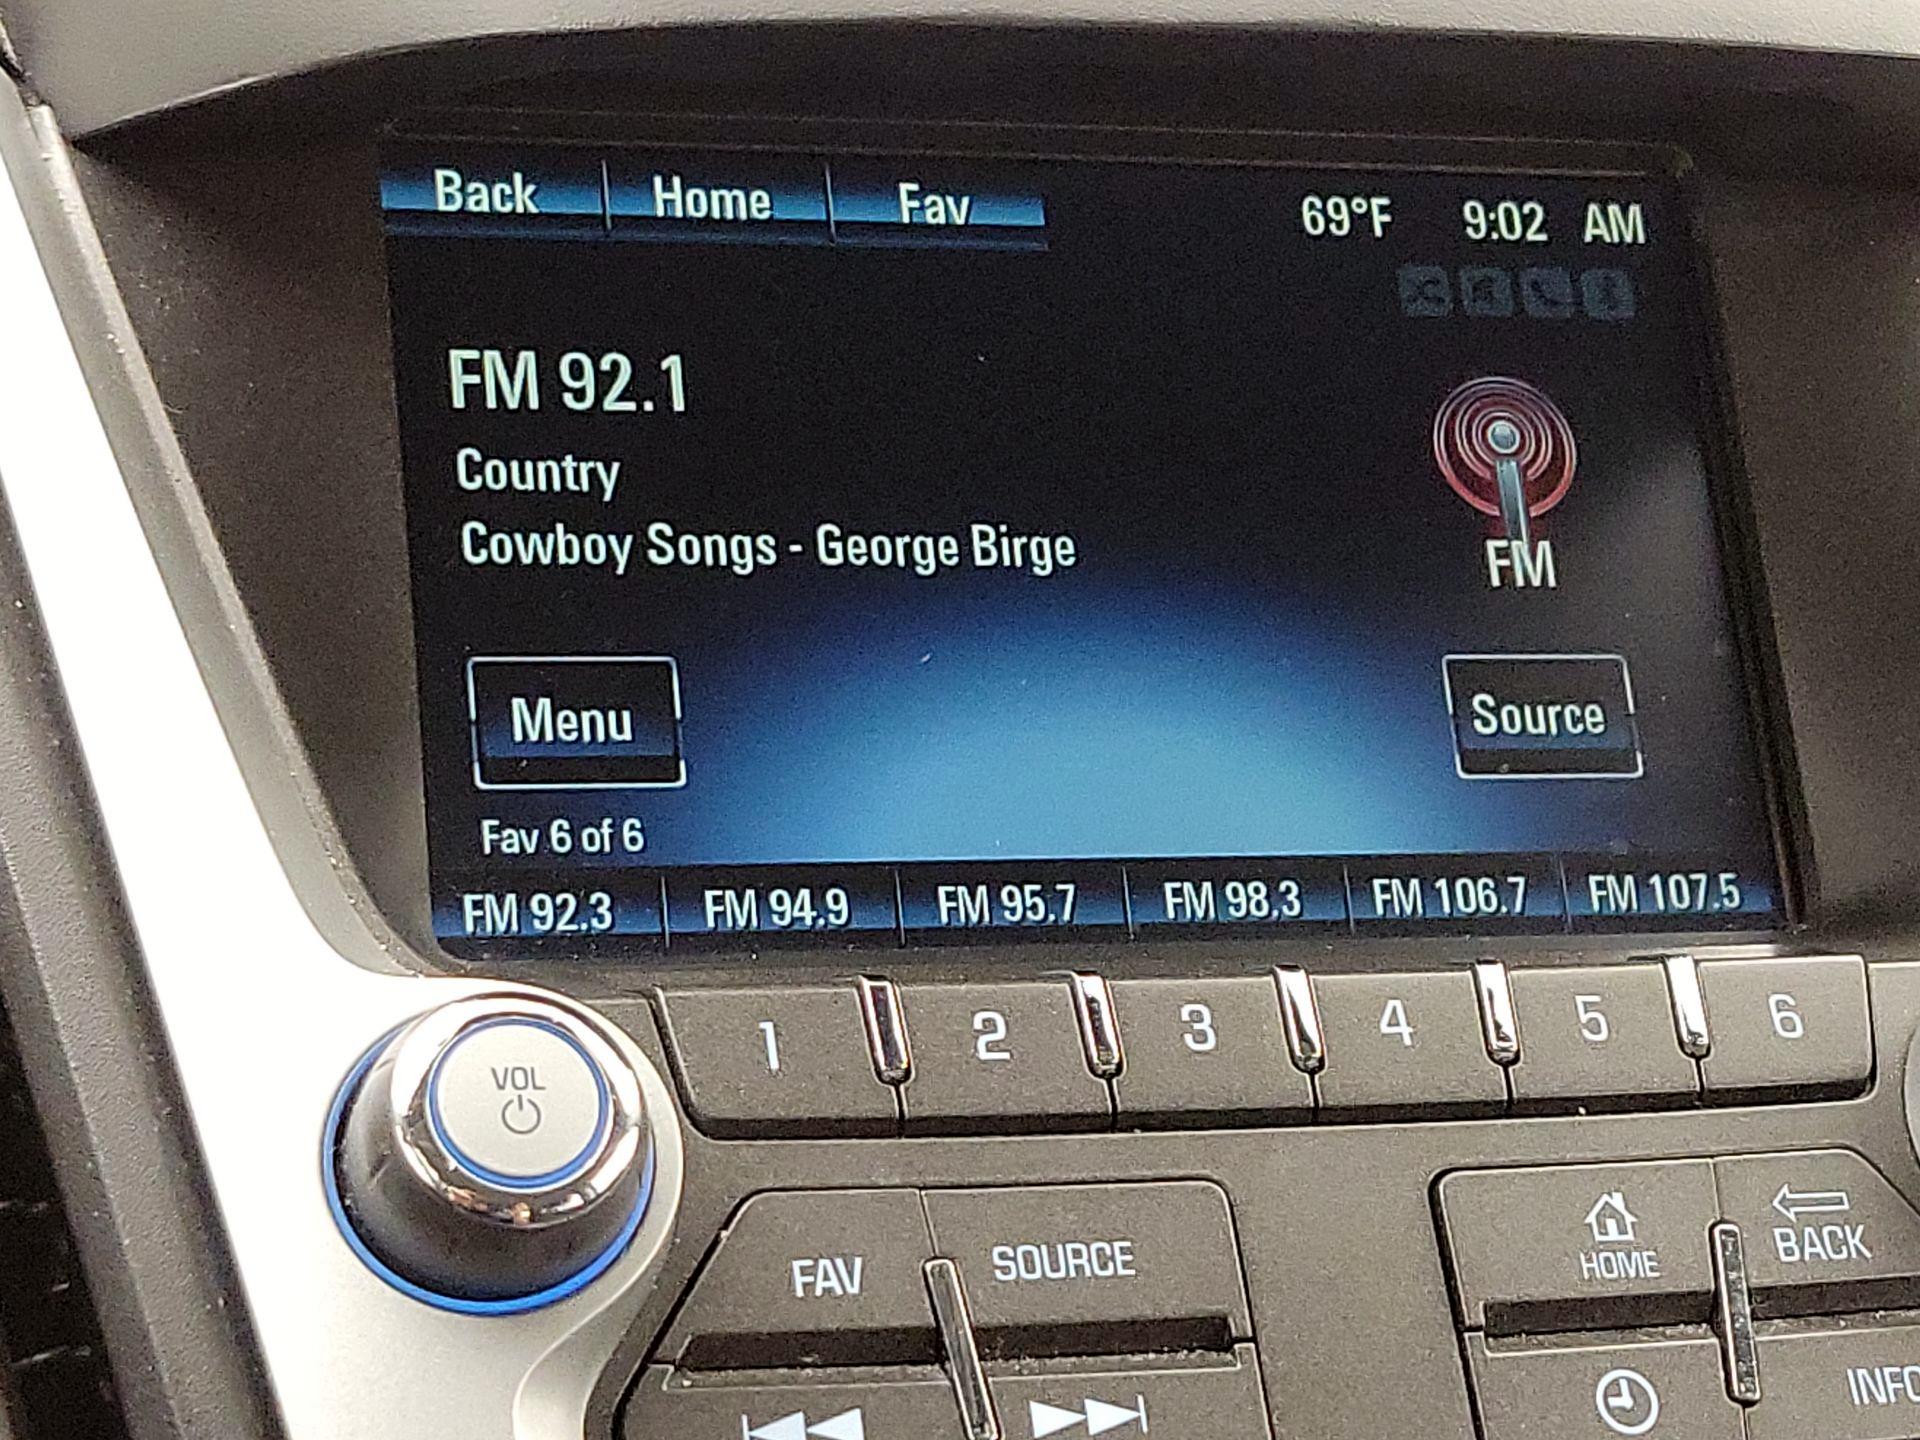 Back Home Fav 69°F 9:02 AM
FM 92.1
Country
Cowboy Songs - George Birge
FM
Menu Source
Fav 6 of 6
FM 92.3 FM 94.9 FM 95.7 FM 98.3 FM 106.7 FM 107.5
1 2 3 4 5 6
VOL
FAV SOURCE HOME BACK
INFO